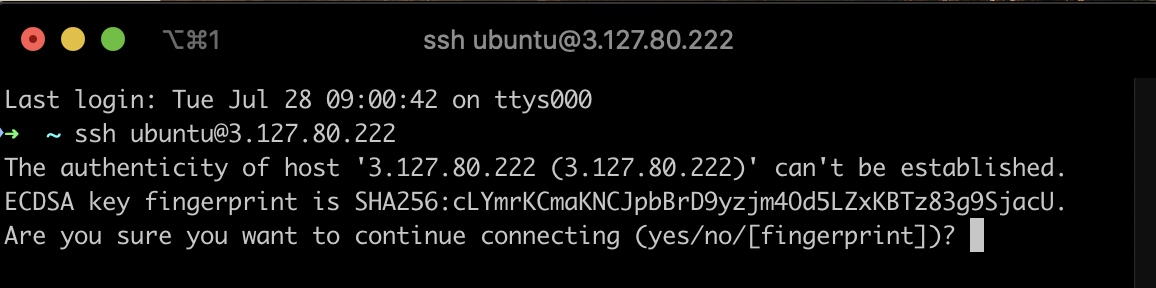 ⌥⌘1 ssh ubuntu@3.127.80.222
Last login: Tue Jul 28 09:00:42 on ttys000
➜ ~ ssh ubuntu@3.127.80.222
The authenticity of host '3.127.80.222 (3.127.80.222)' can't be established.
ECDSA key fingerprint is SHA256:cLYmrKCmaKNCJpbBrD9yzjm4Od5LZxKBTz83g9SjacU.
Are you sure you want to continue connecting (yes/no/[fingerprint])?